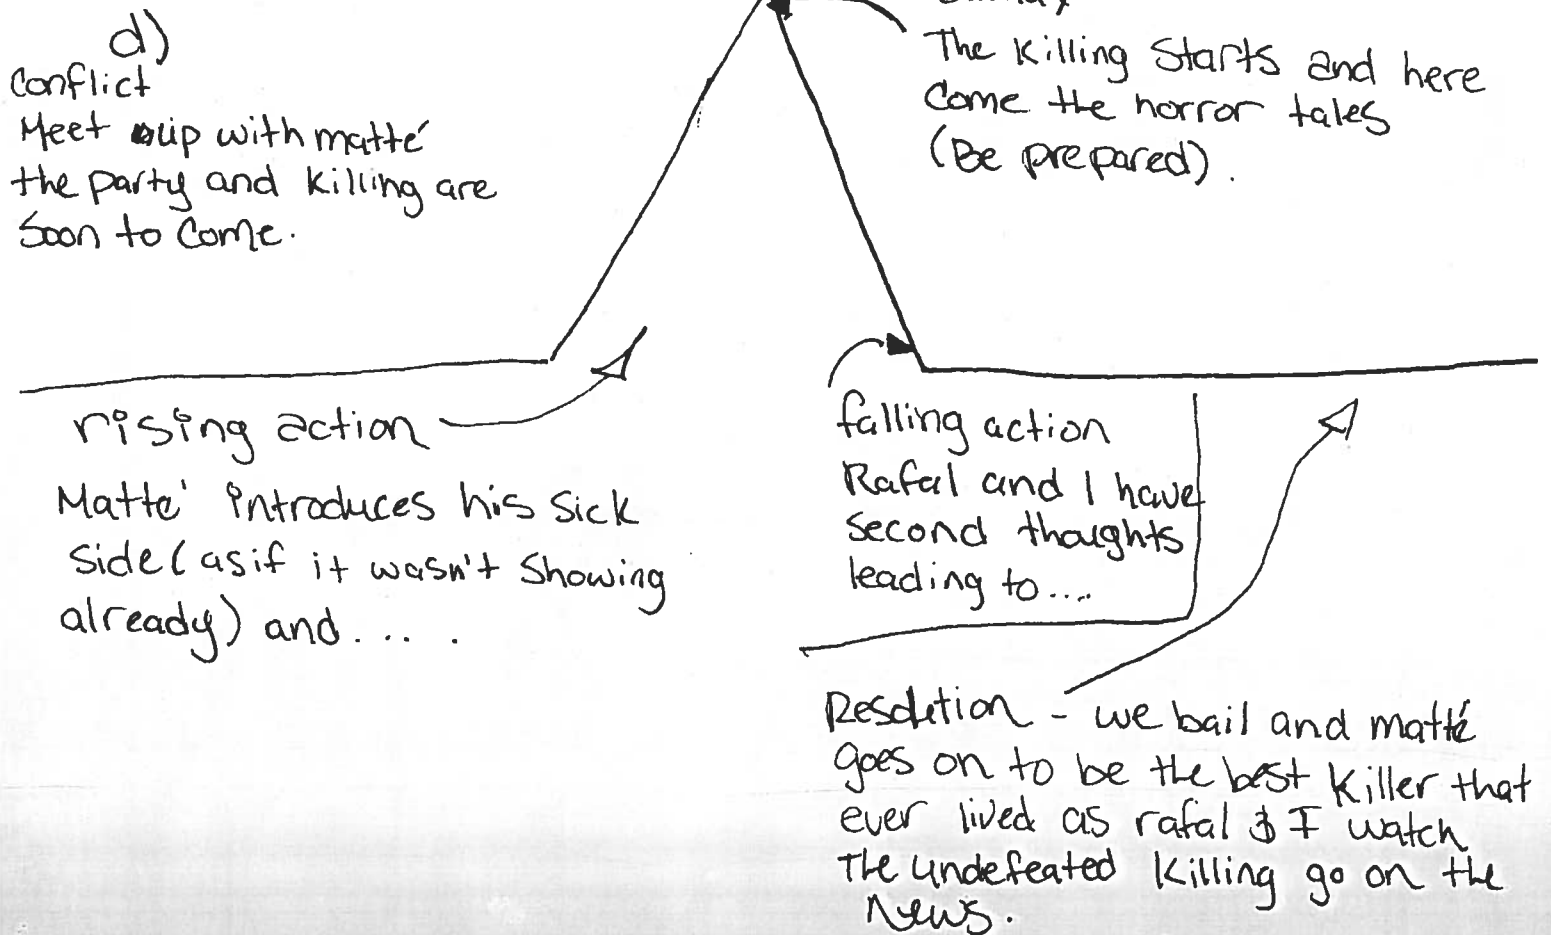 d)
Conflict
Meet up with matté
the party and killing are
soon to come.
The Killing Starts and here
come the horror tales
(Be prepared).
rising action
Matte' introduces his sick
side (as if it wasn't showing
already) and.....
falling action
Rafal and I have
second thoughts
leading to....
Resolution - we bail and matté
goes on to be the best killer that
ever lived as rafal & I watch
The undefeated killing go on the
News.